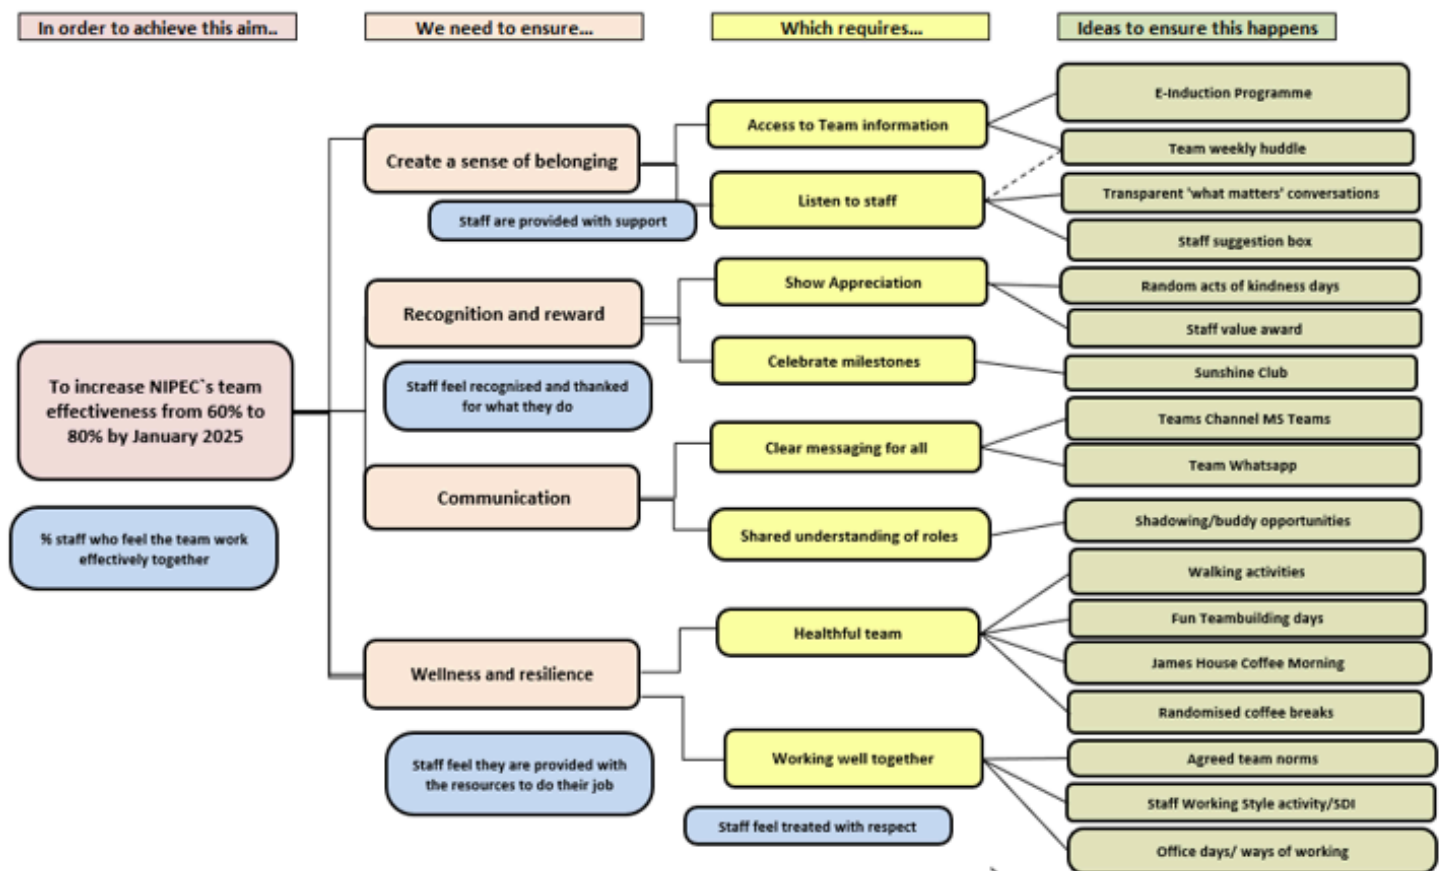 In order to achieve this aim..
We need to ensure...
Which requires...
Ideas to ensure this happens
To increase NIPEC`s team
effectiveness from 60% to
80% by January 2025
% staff who feel the team work
effectively together
Create a sense of belonging
Staff are provided with support
Recognition and reward
Staff feel recognised and thanked
for what they do
Communication
Wellness and resilience
Staff feel they are provided with
the resources to do their job
Access to Team information
Listen to staff
Show Appreciation
Celebrate milestones
Clear messaging for all
Shared understanding of roles
Healthful team
Working well together
Staff feel treated with respect
E-Induction Programme
Team weekly huddle
Transparent 'what matters' conversations
Staff suggestion box
Random acts of kindness days
Staff value award
Sunshine Club
Teams Channel MS Teams
Team Whatsapp
Shadowing/buddy opportunities
Walking activities
Fun Teambuilding days
James House Coffee Morning
Randomised coffee breaks
Agreed team norms
Staff Working Style activity/SDI
Office days/ ways of working